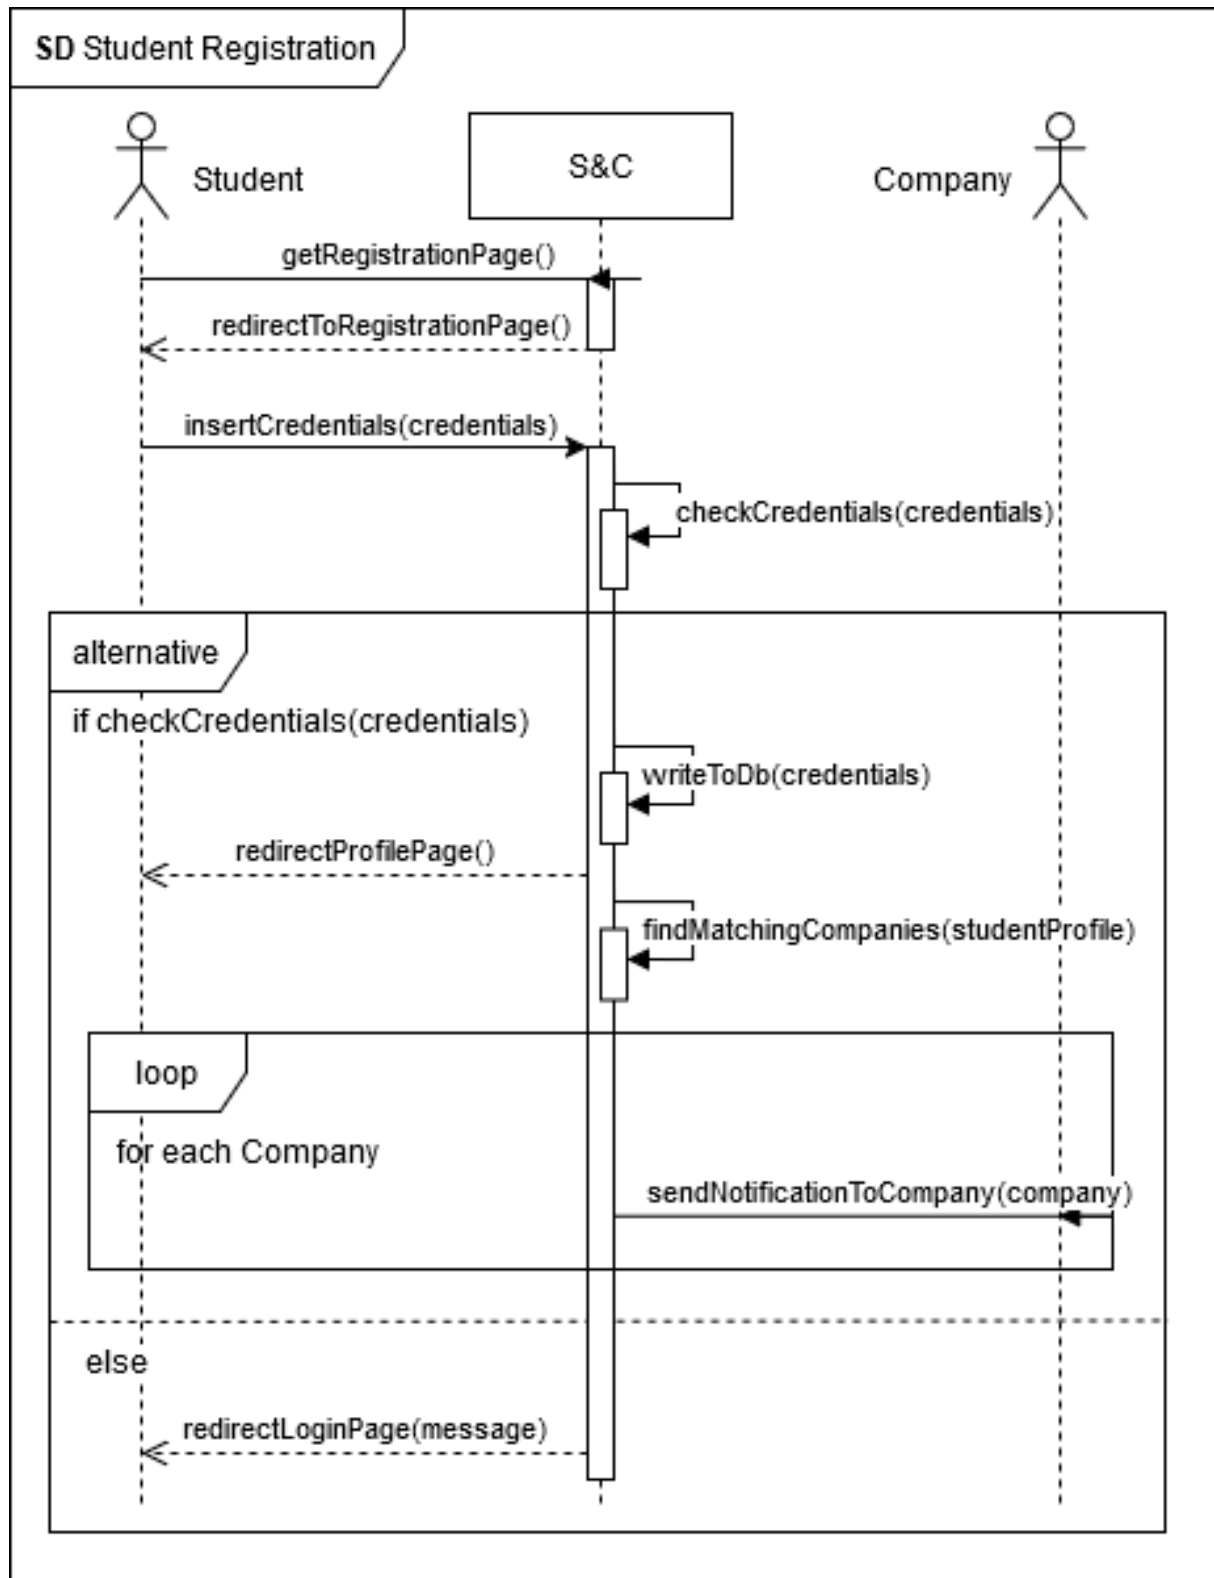 SD Student Registration
Student
S&C
Company
getRegistrationPage()
redirectToRegistrationPage()
insertCredentials(credentials)
checkCredentials(credentials)
alternative
if checkCredentials(credentials)
writeToDb(credentials)
redirectProfilePage()
findMatchingCompanies(studentProfile)
loop
for each Company
sendNotificationToCompany(company)
else
redirectLoginPage(message)